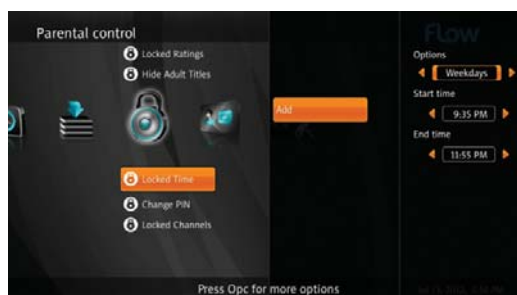 Parental control
Locked Ratings
Hide Adult Titles
Locked Time
Change PIN
Locked Channels
Add
FLOW
Options
Weekdays
Start time
9:35 PM
End time
11:55 PM
Press Opc for more options